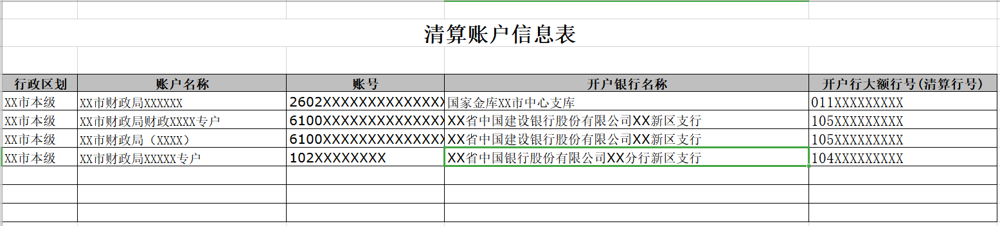 清算账户信息表
行政区划 账户名称 账号 开户银行名称 开户行大额行号(清算行号)
XX市本级 XX市财政局XXXXXX 2602XXXXXXXXXXXXXXX 国家金库XX市中心支库 011XXXXXXXXX
XX市本级 XX市财政局财政XXXX专户 6100XXXXXXXXXXXXXXX XX省中国建设银行股份有限公司XX新区支行 105XXXXXXXXX
XX市本级 XX市财政局（XXXX） 6100XXXXXXXXXXXXXXX XX省中国建设银行股份有限公司XX新区支行 105XXXXXXXXX
XX市本级 XX市财政局XXXXX专户 102XXXXXXXX XX省中国银行股份有限公司XX分行新区支行 104XXXXXXXXX